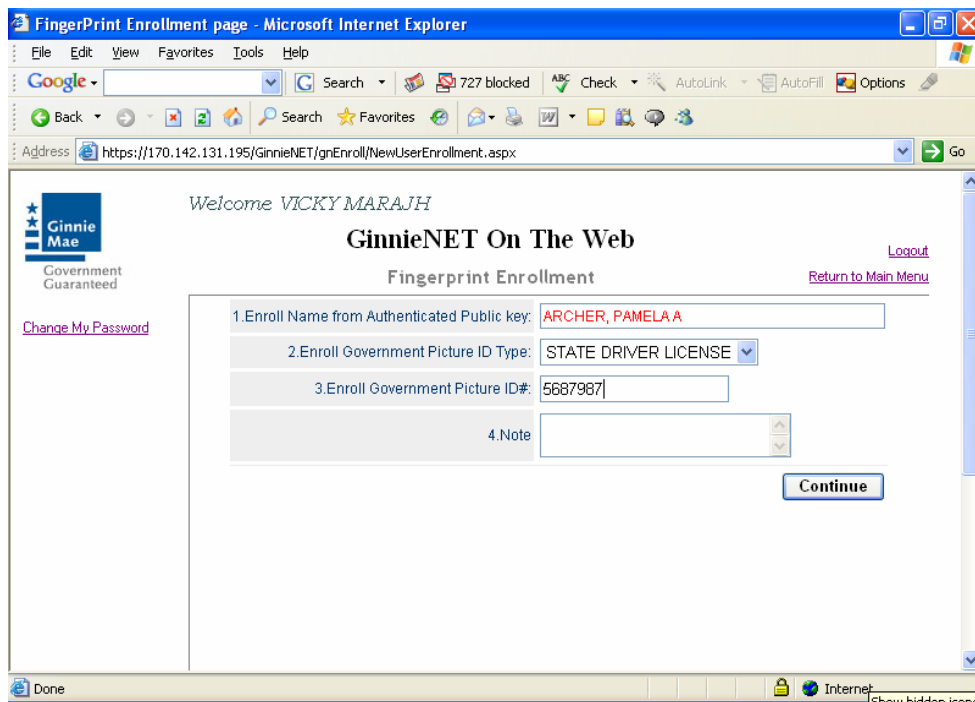 FingerPrint Enrollment page - Microsoft Internet Explorer
File Edit View Favorites Tools Help
Google Search 727 blocked ABC Check AutoLink AutoFill Options
Back Search Favorites
Address https://170.142.131.195/GinnieNET/gnEnroll/NewUserEnrollment.aspx Go
Ginnie
Mae
Government
Guaranteed
Change My Password
Welcome VICKY MARAJH
GinnieNET On The Web
Logout
Fingerprint Enrollment
Return to Main Menu
1.Enroll Name from Authenticated Public key: ARCHER, PAMELA A
2.Enroll Government Picture ID Type: STATE DRIVER LICENSE
3.Enroll Government Picture ID#: 5687987
4.Note
Continue
Done Internet
Show hidden icons